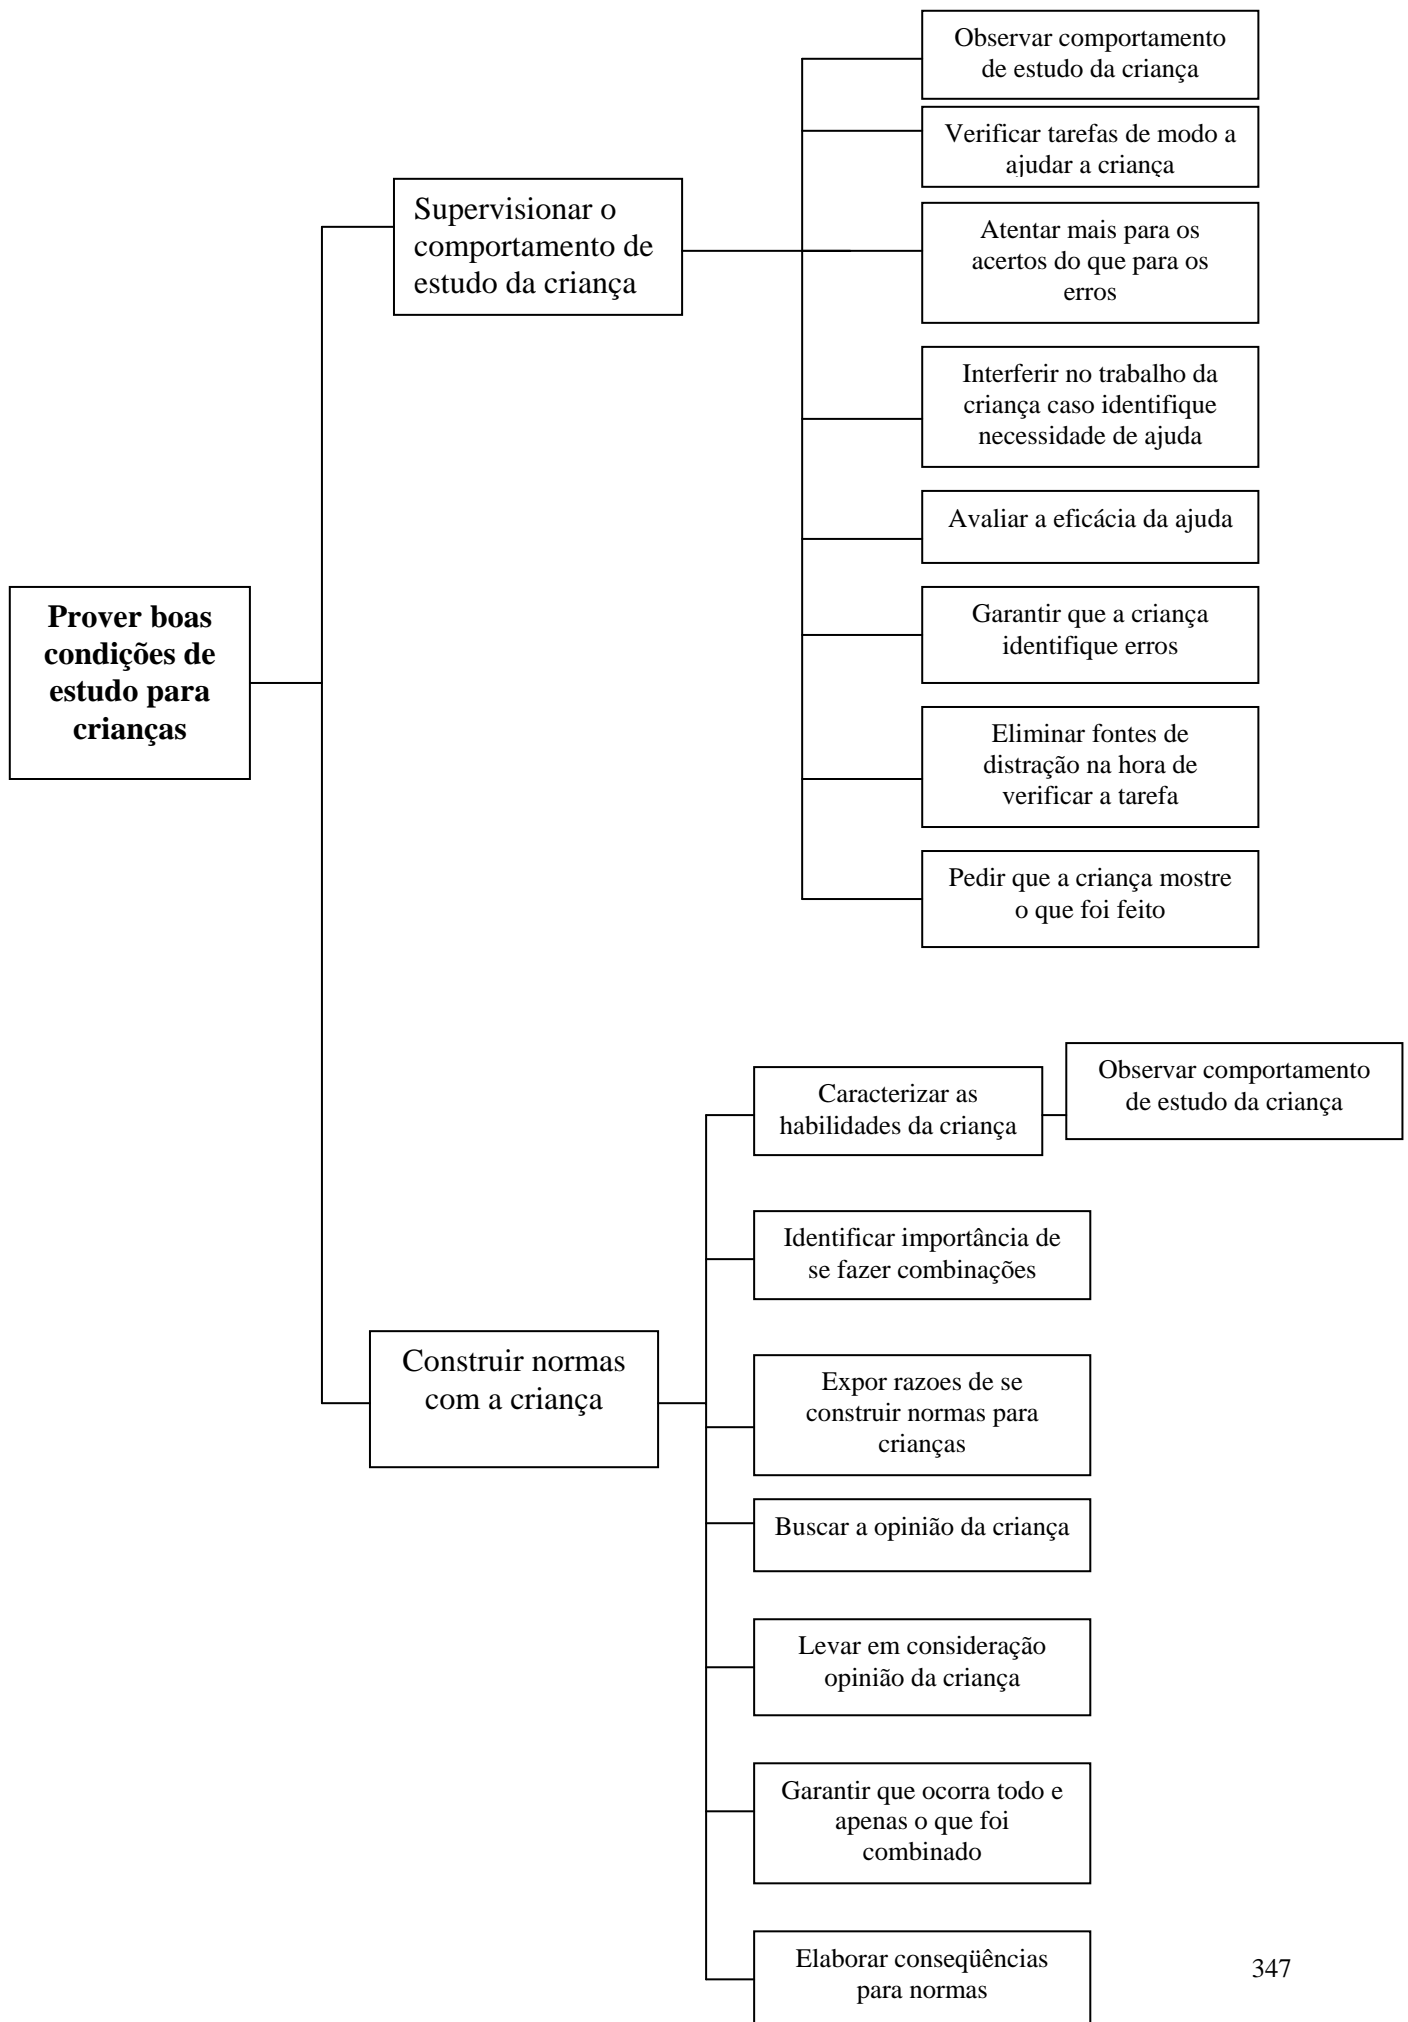 Observar comportamento
de estudo da criança
Verificar tarefas de modo a
ajudar a criança
Supervisionar o
comportamento de
estudo da criança
Atentar mais para os
acertos do que para os
erros
Interferir no trabalho da
criança caso identifique
necessidade de ajuda
Avaliar a eficácia da ajuda
Prover boas
condições de
estudo para
crianças
Garantir que a criança
identifique erros
Eliminar fontes de
distração na hora de
verificar a tarefa
Pedir que a criança mostre
o que foi feito
Caracterizar as
habilidades da criança
Observar comportamento
de estudo da criança
Identificar importância de
se fazer combinações
Construir normas
com a criança
Expor razoes de se
construir normas para
crianças
Buscar a opinião da criança
Levar em consideração
opinião da criança
Garantir que ocorra todo e
apenas o que foi
combinado
Elaborar conseqüências
para normas
347